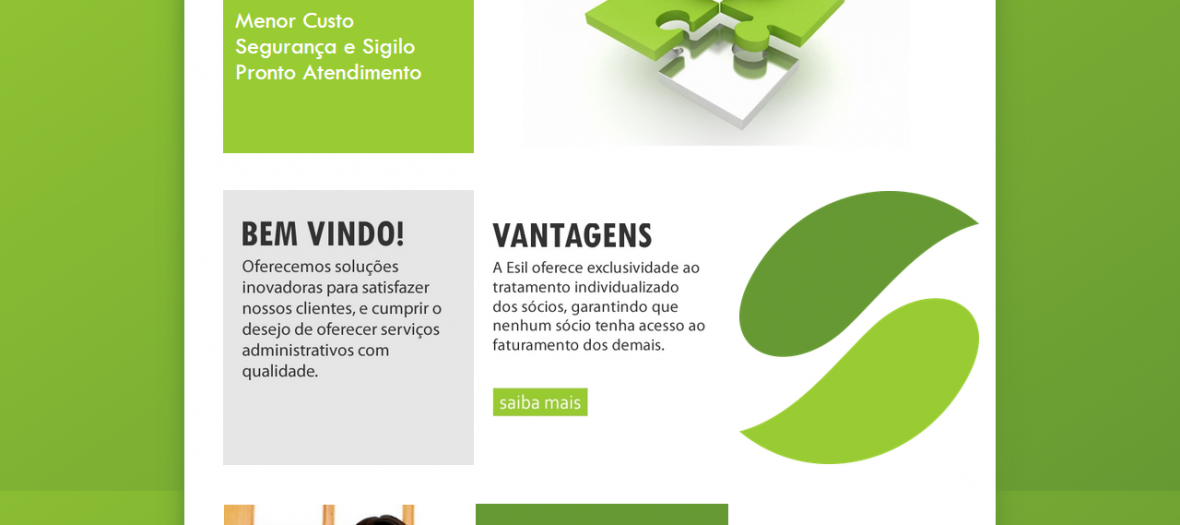 Menor Custo
Segurança e Sigilo
Pronto Atendimento
BEM VINDO!
Oferecemos soluções
inovadoras para satisfazer
nossos clientes, e cumprir o
desejo de oferecer serviços
administrativos com
qualidade.
VANTAGENS
A Esil oferece exclusividade ao
tratamento individualizado
dos sócios, garantindo que
nenhum sócio tenha acesso ao
faturamento dos demais.
saiba mais